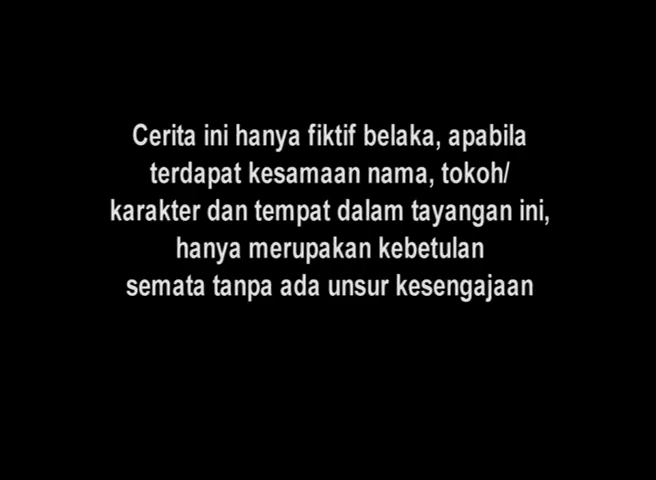 Cerita ini hanya fiktif belaka, apabila
terdapat kesamaan nama, tokoh/
karakter dan tempat dalam tayangan ini,
hanya merupakan kebetulan
semata tanpa ada unsur kesengajaan